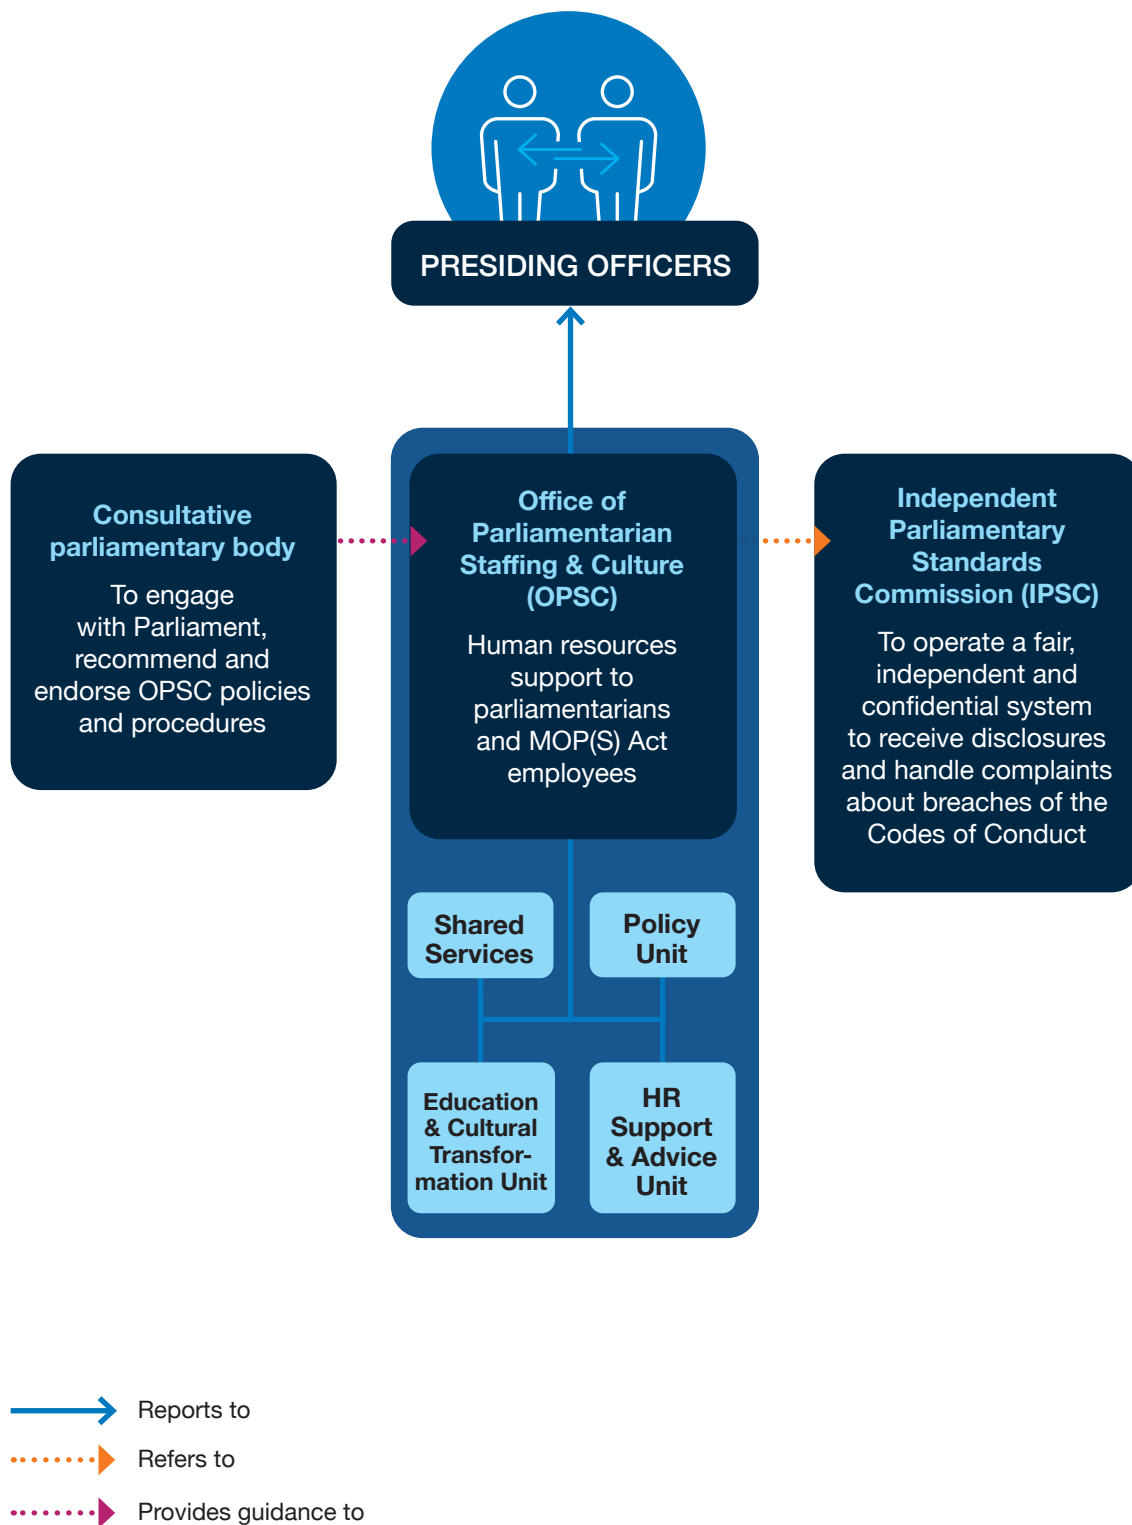 PRESIDING OFFICERS
Consultative
parliamentary body
To engage
with Parliament,
recommend and
endorse OPSC policies
and procedures
Office of
Parliamentarian
Staffing & Culture
(OPSC)
Human resources
support to
parliamentarians
and MOP(S) Act
employees
Independent
Parliamentary
Standards
Commission (IPSC)
To operate a fair,
independent and
confidential system
to receive disclosures
and handle complaints
about breaches of the
Codes of Conduct
Shared
Services
Policy
Unit
Education
& Cultural
Transfor-
mation Unit
HR
Support
& Advice
Unit
Reports to
Refers to
Provides guidance to